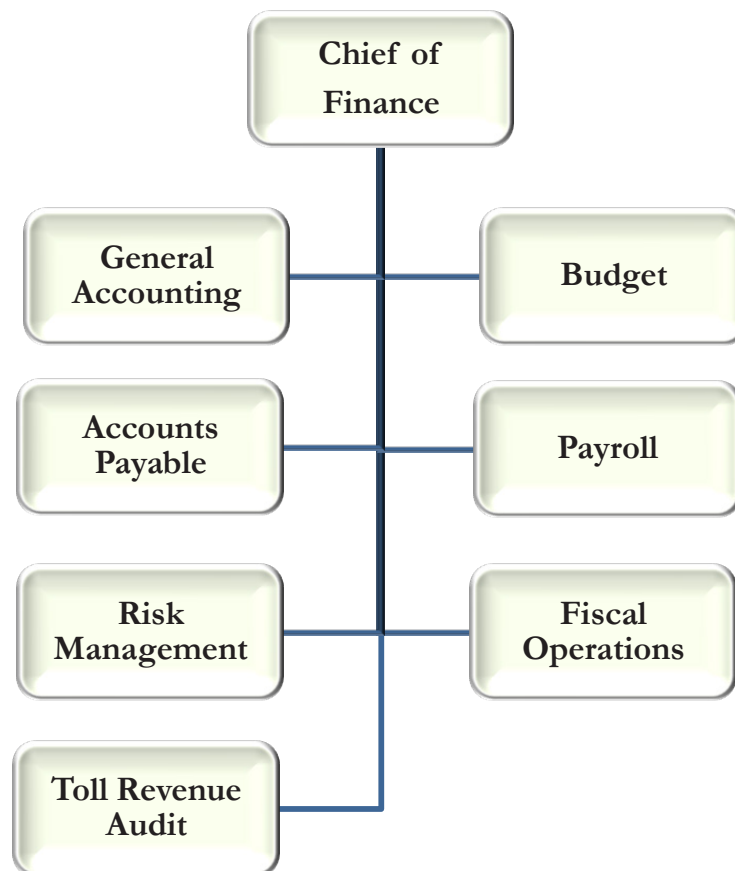 Chief of
Finance
General
Accounting
Budget
Accounts
Payable
Payroll
Risk
Management
Fiscal
Operations
Toll Revenue
Audit